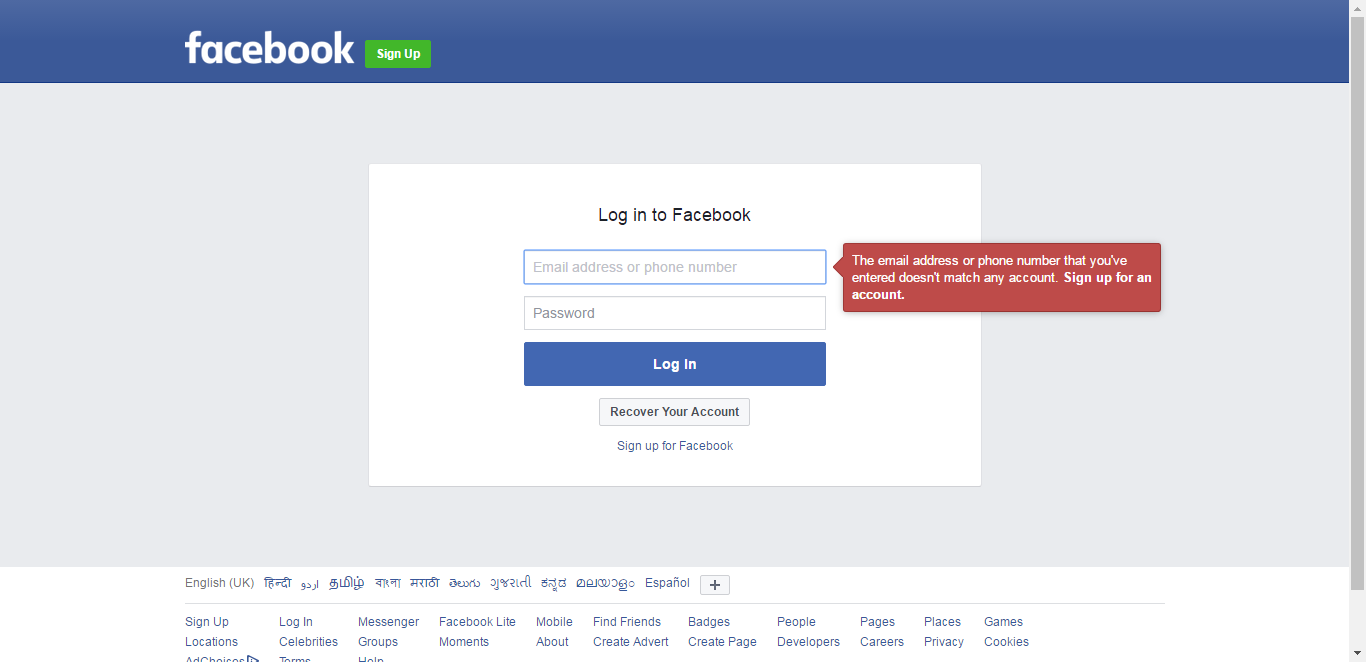 facebook Sign Up
Log in to Facebook
Email address or phone number
The email address or phone number that you've
entered doesn't match any account. Sign up for an
account.
Password
Log In
Recover Your Account
Sign up for Facebook
English (UK) हिन्दी اردو தமிழ் বাংলা मराठी తెలుగు ગુજરાતી ಕನ್ನಡ മലയാളം Español +
Sign Up Log In Messenger Facebook Lite Mobile Find Friends Badges People Pages Places Games
Locations Celebrities Groups Moments About Create Advert Create Page Developers Careers Privacy Cookies
AdChoices Terms Help